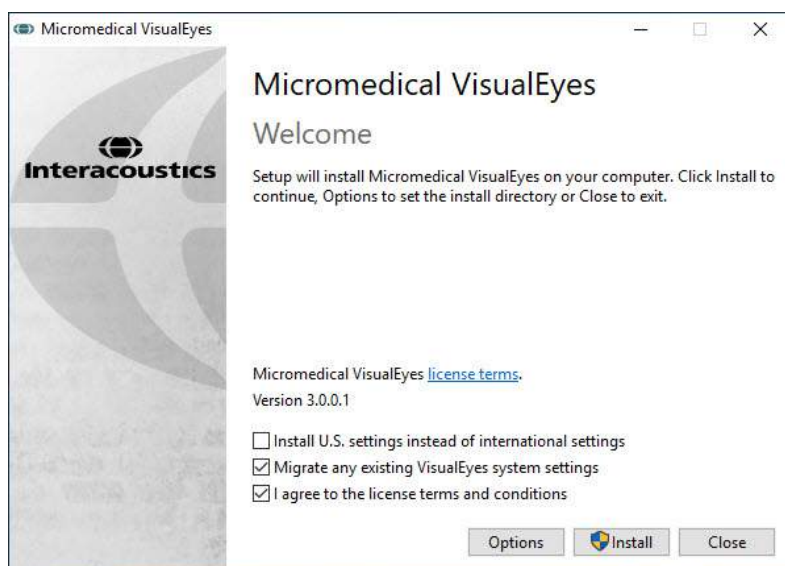 Micromedical VisualEyes
Micromedical VisualEyes
Welcome
Interacoustics
Setup will install Micromedical VisualEyes on your computer. Click Install to
continue, Options to set the install directory or Close to exit.
Micromedical VisualEyes license terms.
Version 3.0.0.1
Install U.S. settings instead of international settings
Migrate any existing VisualEyes system settings
I agree to the license terms and conditions
Options Install Close